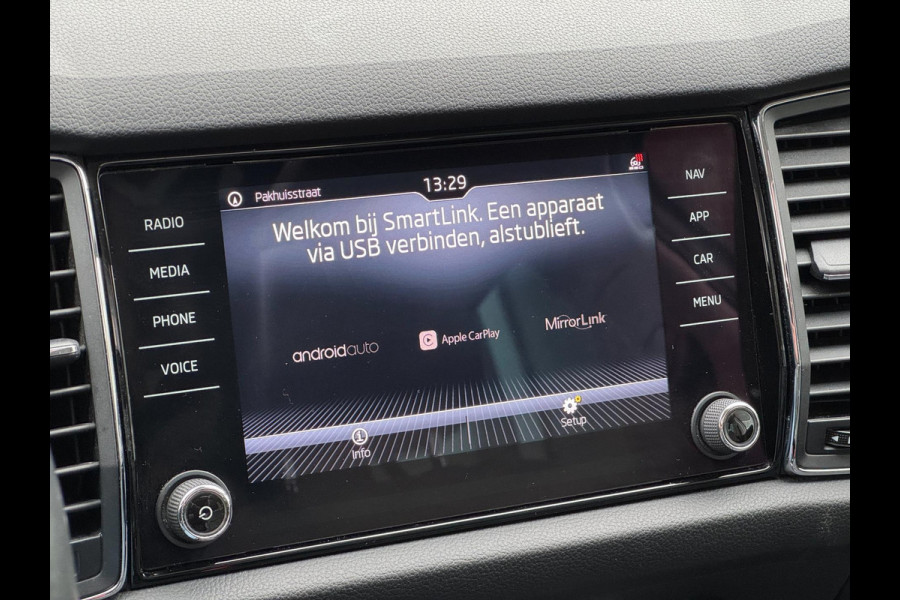 Pakhuisstraat
13:29
Welkom bij SmartLink. Een apparaat
via USB verbinden, alstublieft.
androidauto
Apple CarPlay
MirrorLink
Info
Setup
RADIO
MEDIA
PHONE
VOICE
NAV
APP
CAR
MENU